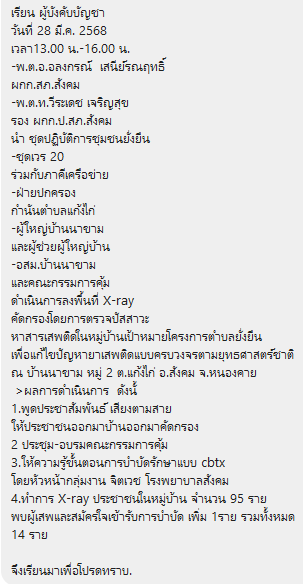 เรียน ผู้บังคับบัญชา
วันที่ 28 มี.ค. 2568
เวลา13.00 น.-16.00 น.
-พ.ต.อ.อลงกรณ์  เสนีย์รณฤทธิ์
ผกก.สภ.สังคม
-พ.ต.ท.วีระเดช เจริญสุข
รอง ผกก.ป.สภ.สังคม
นำ ชุดปฏิบัติการชุมชนยั่งยืน
-ชุดเวร 20
ร่วมกับภาคีเครือข่าย
-ฝ่ายปกครอง
กำนันตำบลแก้งไก่
-ผู้ใหญ่บ้านนาขาม
และผู้ช่วยผู้ใหญ่บ้าน
-อสม.บ้านนาขาม
และคณะกรรมการคุ้ม
ดำเนินการลงพื้นที่ X-ray
คัดกรองโดยการตรวจปัสสาวะ
หาสารเสพติดในหมู่บ้านเป้าหมายโครงการตำบลยั่งยืน
เพื่อแก้ไขปัญหายาเสพติดแบบครบวงจรตามยุทธศาสตร์ชาติ
ณ บ้านนาขาม หมู่ 2 ต.แก้งไก่ อ.สังคม จ.หนองคาย
>ผลการดำเนินการ  ดังนี้
1.พูดประชาสัมพันธ์ เสียงตามสาย
ให้ประชาชนออกมาบ้านออกมาคัดกรอง
2 ประชุม-อบรมคณะกรรมการคุ้ม
3.ให้ความรู้ขั้นตอนการบำบัดรักษาแบบ cbtx
โดยหัวหน้ากลุ่มงาน จิตเวช โรงพยาบาลสังคม
4.ทำการ X-ray ประชาชนในหมู่บ้าน จำนวน 95 ราย
พบผู้เสพและสมัครใจเข้ารับการบำบัด เพิ่ม 1ราย รวมทั้งหมด
14 ราย
จึงเรียนมาเพื่อโปรดทราบ.